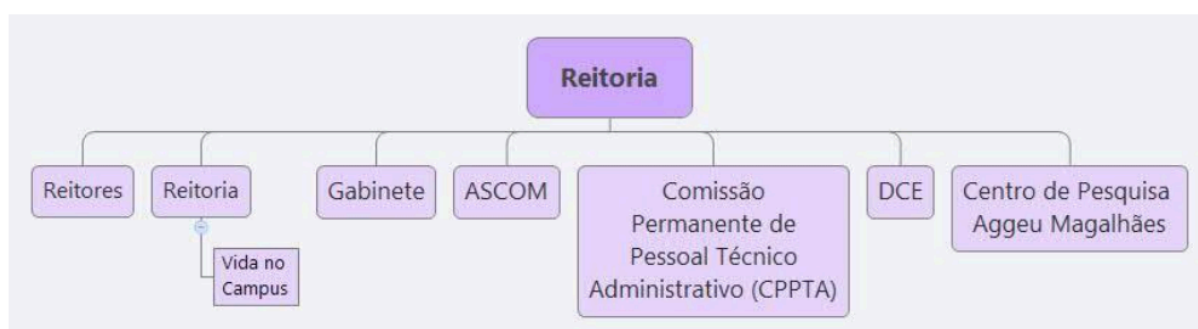 Reitoria
Reitores
Reitoria
Gabinete
ASCOM
Comissão
Permanente de
Pessoal Técnico
Administrativo (CPPTA)
DCE
Centro de Pesquisa
Aggeu Magalhães
Vida no
Campus